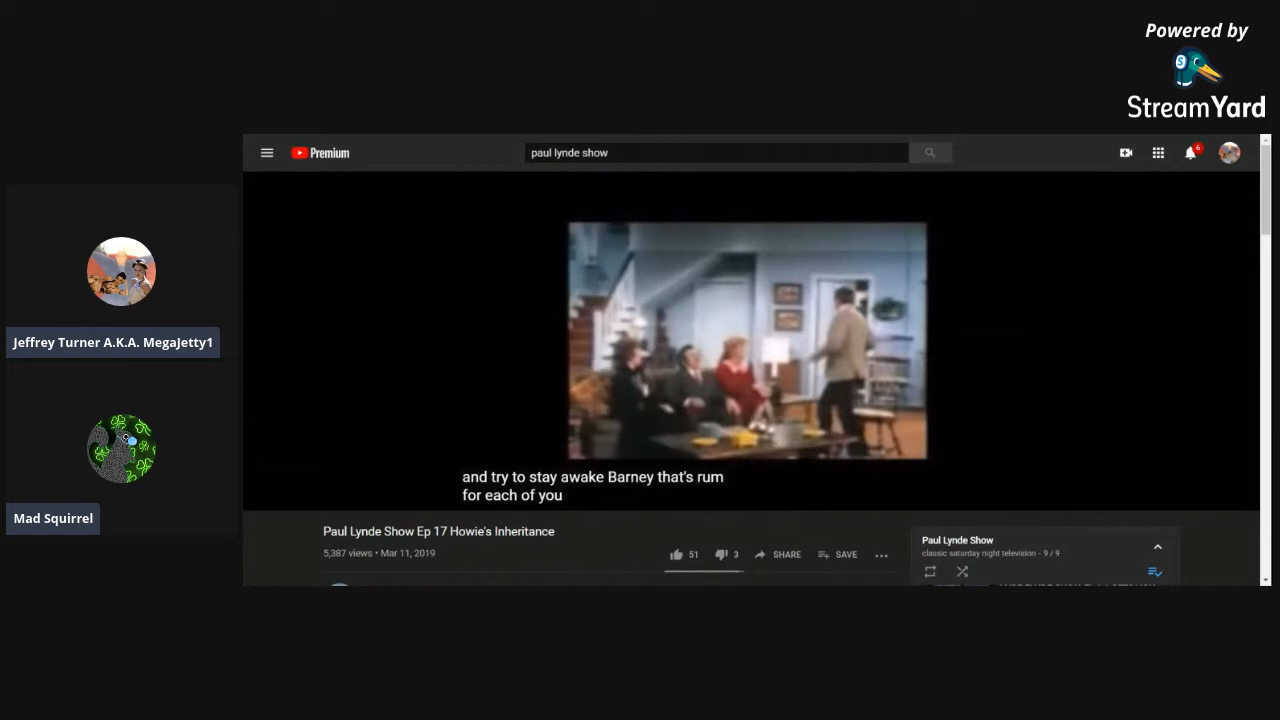 Powered by
StreamYard
Premium
paul lynde show
6
Jeffrey Turner A.K.A. MegaJetty1
Mad Squirrel
and try to stay awake Barney that's rum
for each of you
Paul Lynde Show Ep 17 Howie's Inheritance
5,387 views • Mar 11, 2019
51
3
SHARE
SAVE
Paul Lynde Show
classic saturday night television - 9 / 9